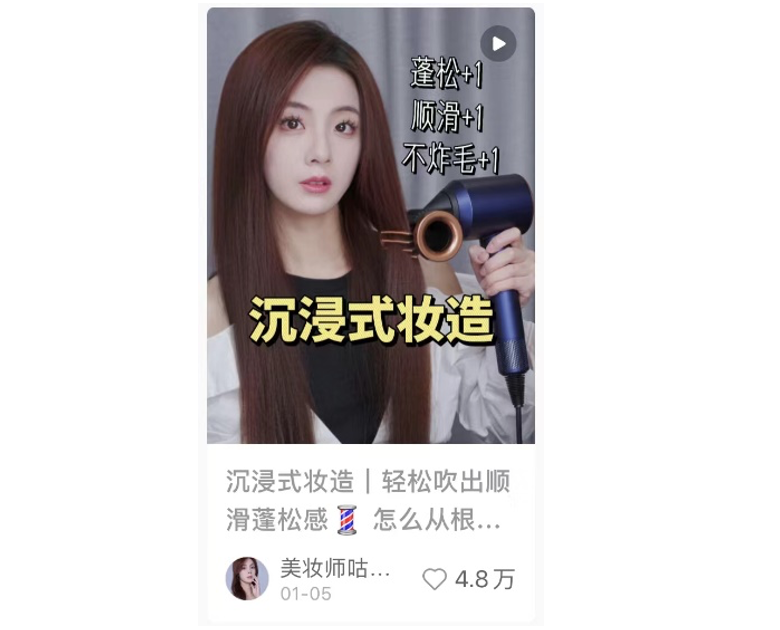 蓬松+1
顺滑+1
不炸毛+1
沉浸式妆造
沉浸式妆造｜轻松吹出顺
滑蓬松感💈 怎么从根...
美妆师咕...
01-05
4.8万